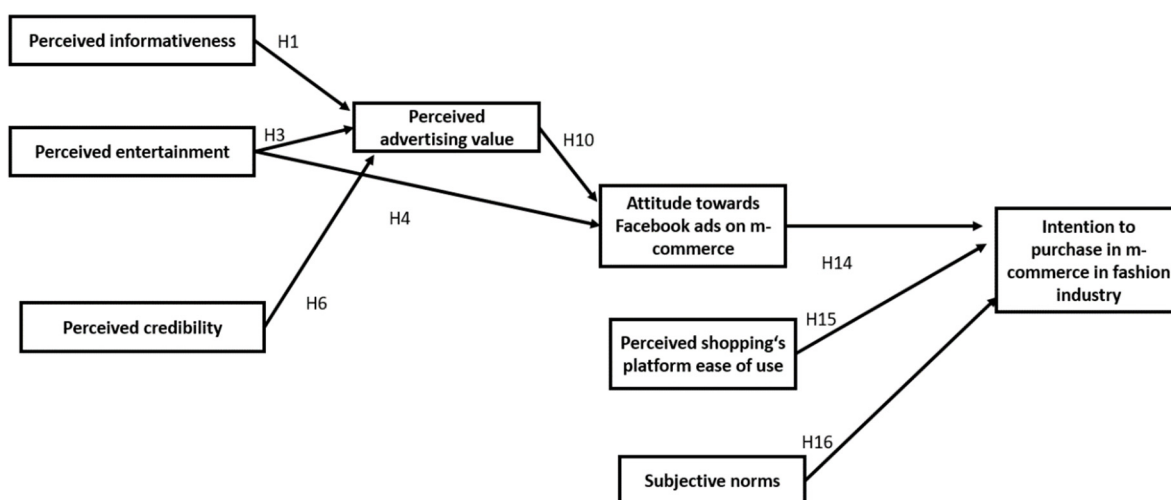 Perceived informativeness
H1
Perceived
advertising value
H3
Perceived entertainment
H10
H4
Attitude towards
Facebook ads on m-
commerce
Intention to
purchase in m-
commerce in fashion
industry
H14
Perceived credibility
H6
H15
Perceived shopping‘s
platform ease of use
H16
Subjective norms